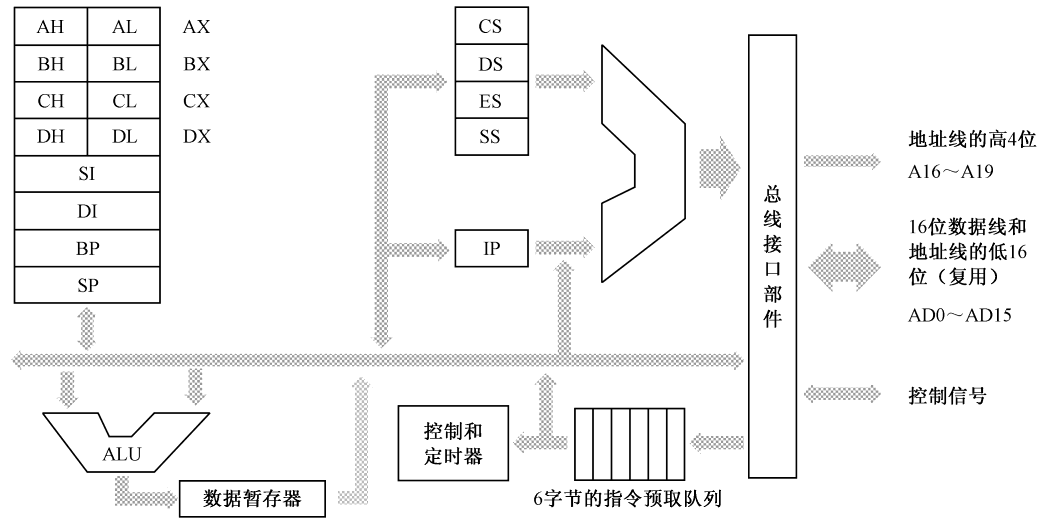 AH AL AX
BH BL BX
CH CL CX
DH DL DX
SI
DI
BP
SP
CS
DS
ES
SS
IP
总线接口部件
地址线的高4位
A16～A19
16位数据线和
地址线的低16
位（复用）
AD0～AD15
控制信号
ALU
数据暂存器
控制和
定时器
6字节的指令预取队列